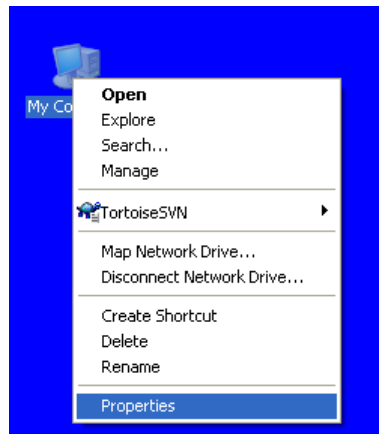 My Co
Open
Explore
Search...
Manage
TortoiseSVN
Map Network Drive...
Disconnect Network Drive...
Create Shortcut
Delete
Rename
Properties